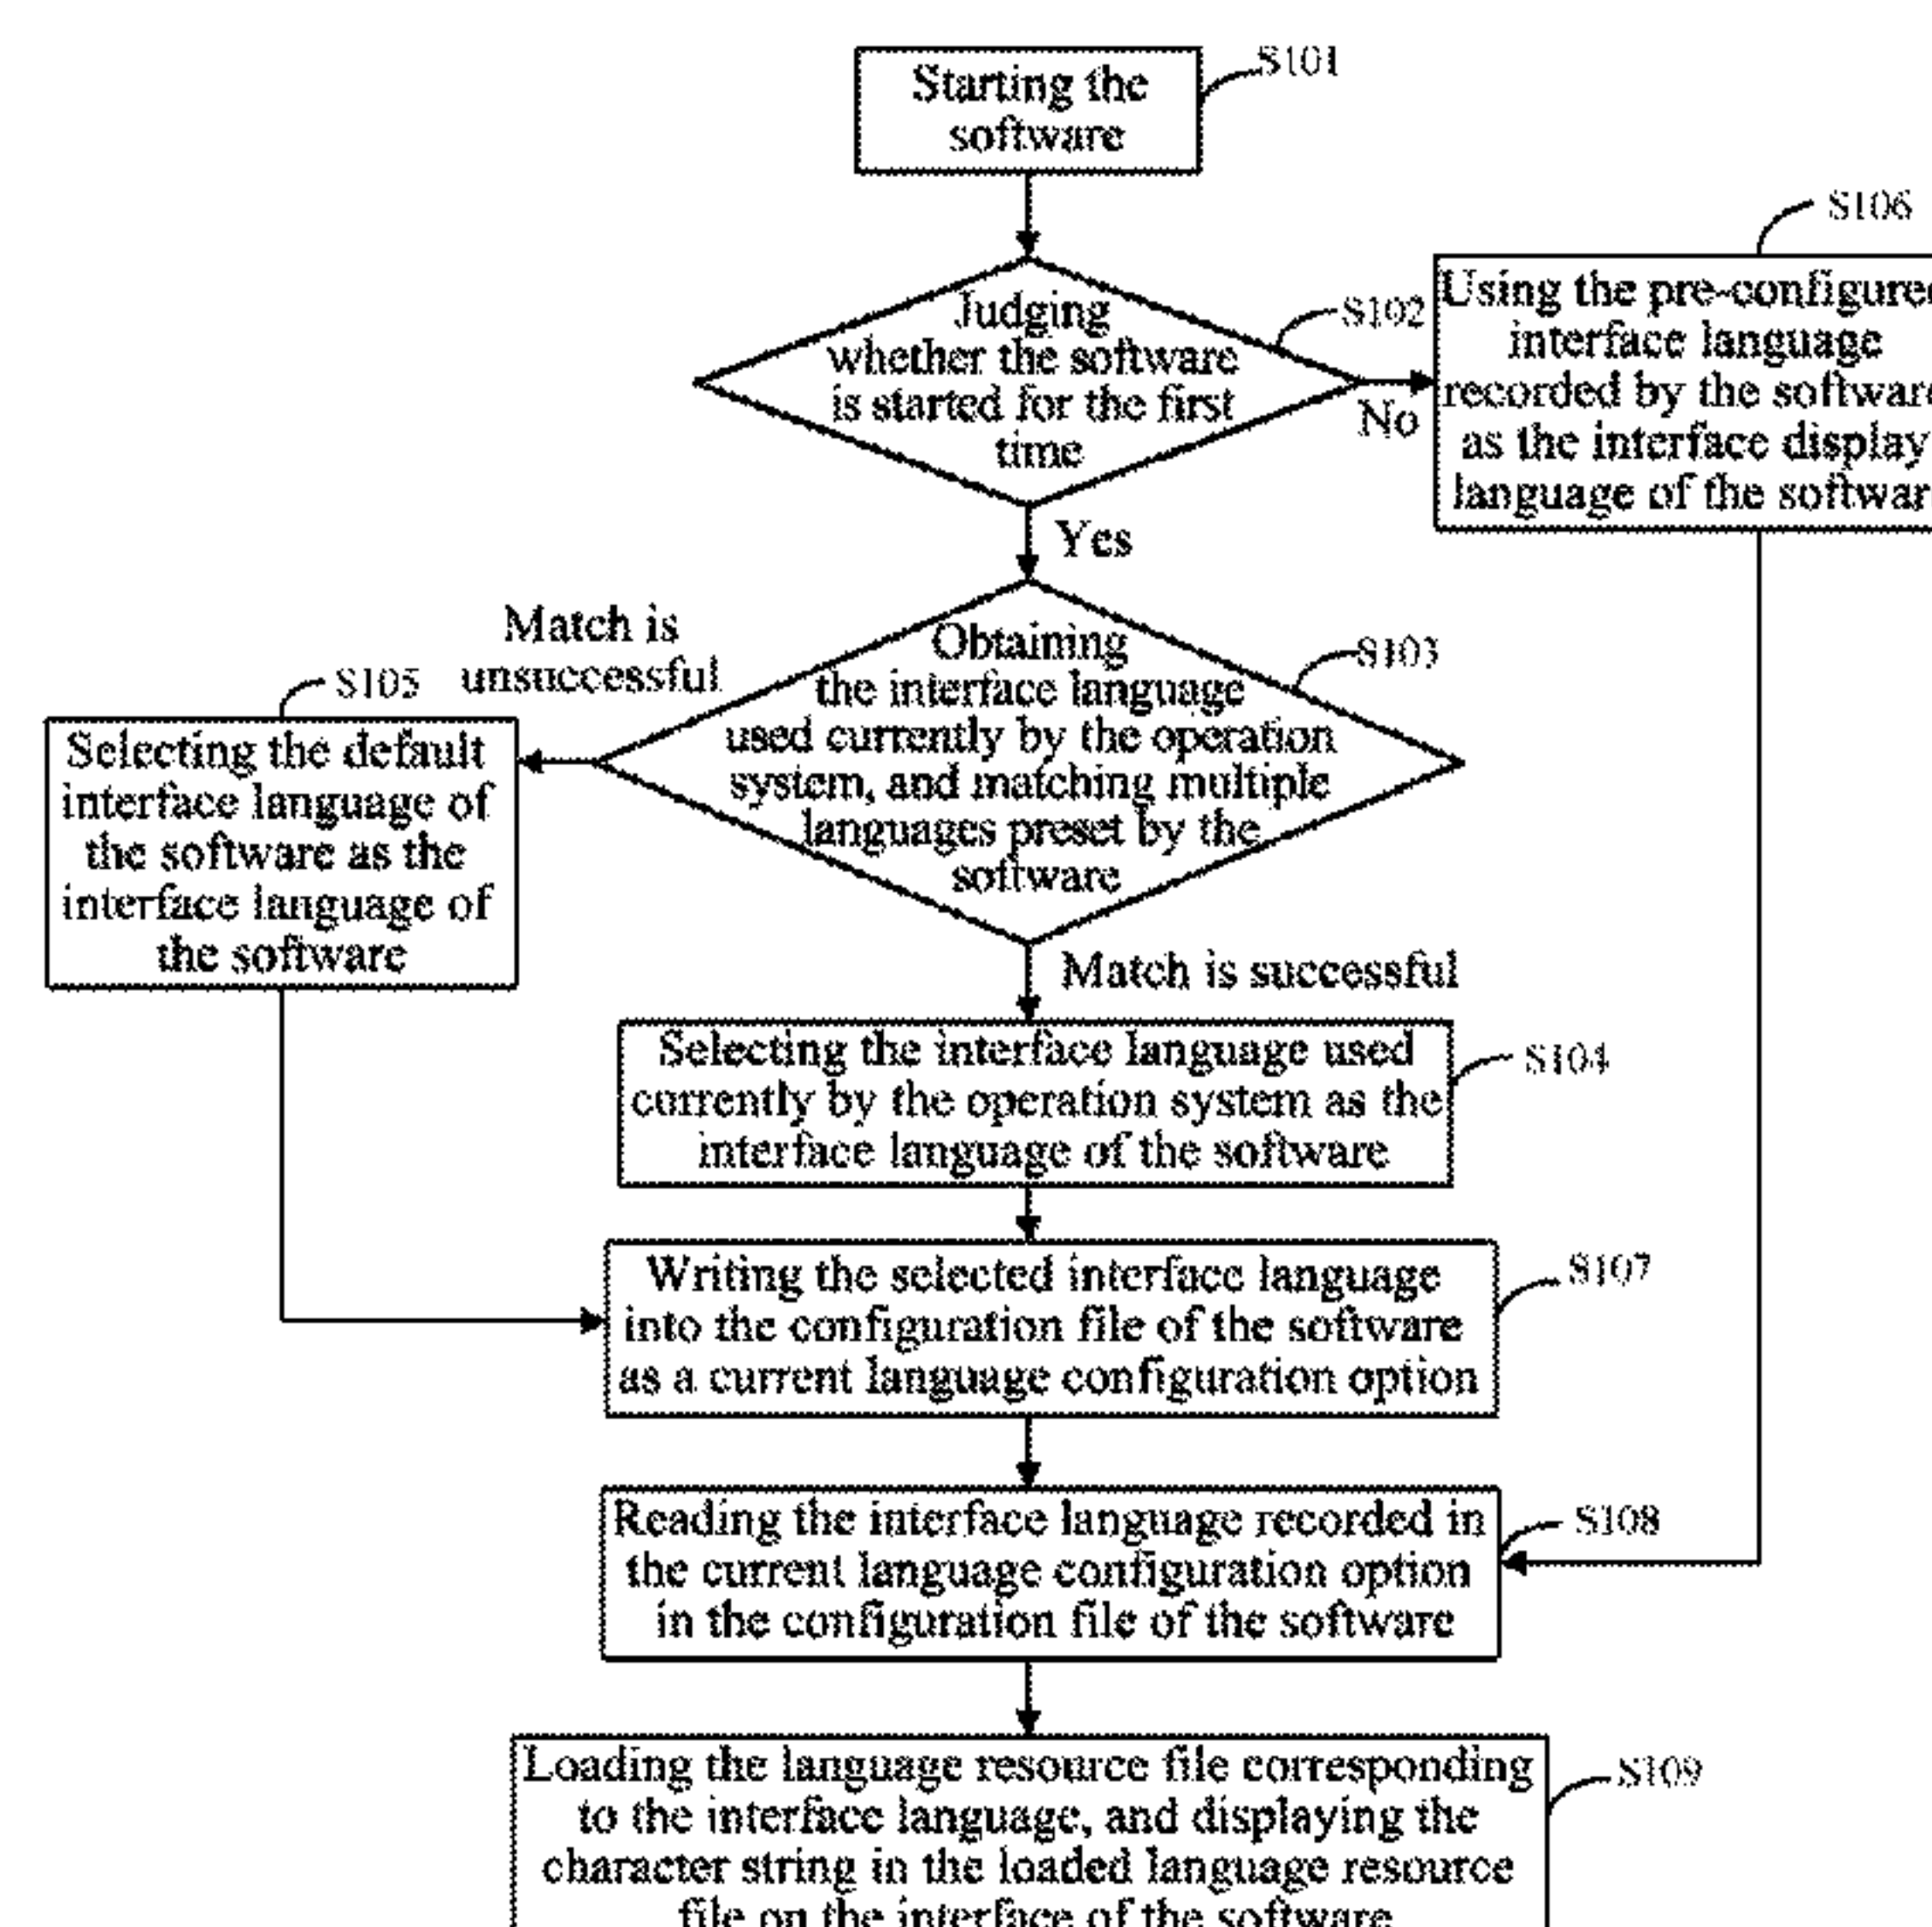 Starting the
software
S101
Judging
whether the software
is started for the first
time
S102
No
Using the pre-configured
interface language
recorded by the software
as the interface display
language of the softwar
S106
Yes
Obtaining
the interface language
used currently by the operation
system, and matching multiple
languages preset by the
software
S103
Match is
unsuccessful
S105
Selecting the default
interface language of
the software as the
interface language of
the software
Match is successful
Selecting the interface language used
currently by the operation system as the
interface language of the software
S104
Writing the selected interface language
into the configuration file of the software
as a current language configuration option
S107
Reading the interface language recorded in
the current language configuration option
in the configuration file of the software
S108
Loading the language resource file corresponding
to the interface language, and displaying the
character string in the loaded language resource
file on the interface of the software
S109